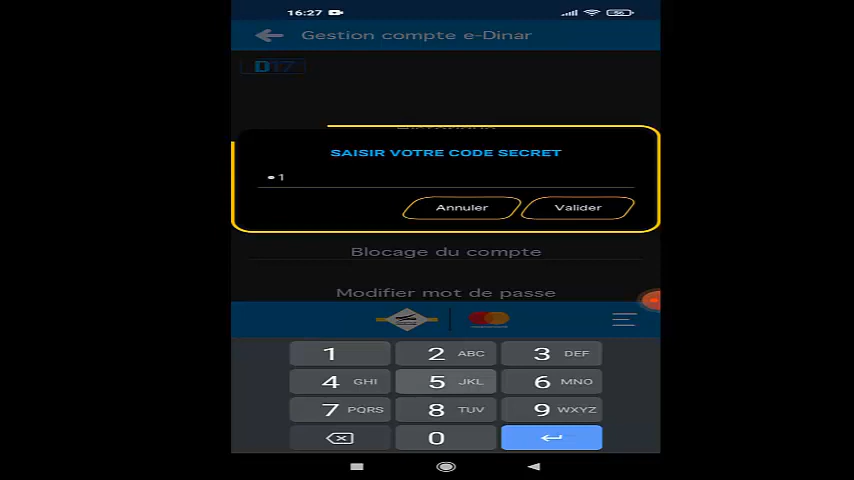 16:27
Gestion compte e-Dinar
D17
SAISIR VOTRE CODE SECRET
•1
Annuler
Valider
Blocage du compte
Modifier mot de passe
1
2 ABC
3 DEF
4 GHI
5 JKL
6 MNO
7 PQRS
8 TUV
9 WXYZ
0